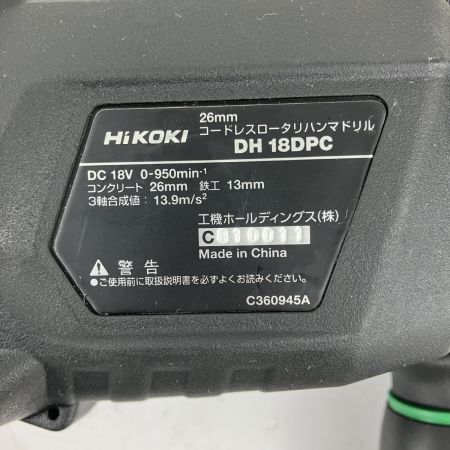 26mm
コードレスロータリハンマドリル
HiKOKI DH 18DPC
DC 18V 0-950min⁻¹
コンクリート 26mm 鉄工 13mm
3軸合成値：13.9m/s²
工機ホールディングス(株)
C810011
Made in China
警告
●ご使用前に取扱説明書を必ずよくお読みください。
C360945A